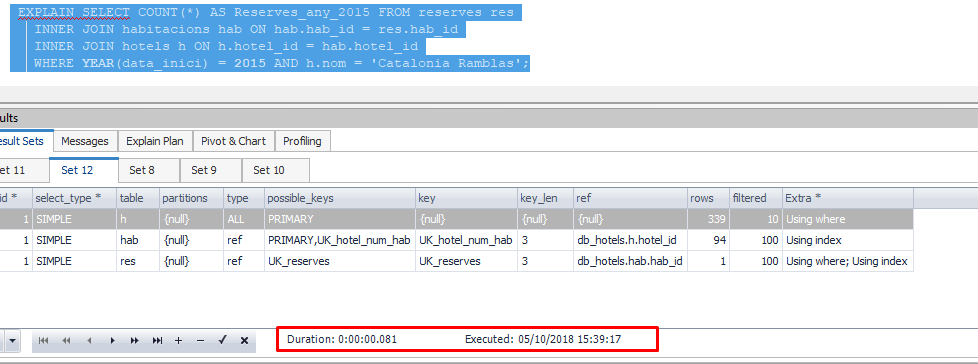 EXPLAIN SELECT COUNT(*) AS Reserves_any_2015 FROM reserves res
INNER JOIN habitacions hab ON hab.hab_id = res.hab_id
INNER JOIN hotels h ON h.hotel_id = hab.hotel_id
WHERE YEAR(data_inici) = 2015 AND h.nom = 'Catalonia Ramblas';
ults
esult Sets Messages Explain Plan Pivot & Chart Profiling
et 11 Set 12 Set 8 Set 9 Set 10
id * select_type * table partitions type possible_keys key key_len ref rows filtered Extra *
1 SIMPLE h {null} ALL PRIMARY {null} {null} {null} 339 10 Using where
1 SIMPLE hab {null} ref PRIMARY,UK_hotel_num_hab UK_hotel_num_hab 3 db_hotels.h.hotel_id 94 100 Using index
1 SIMPLE res {null} ref UK_reserves UK_reserves 3 db_hotels.hab.hab_id 1 100 Using where; Using index
Duration: 0:00:00.081 Executed: 05/10/2018 15:39:17